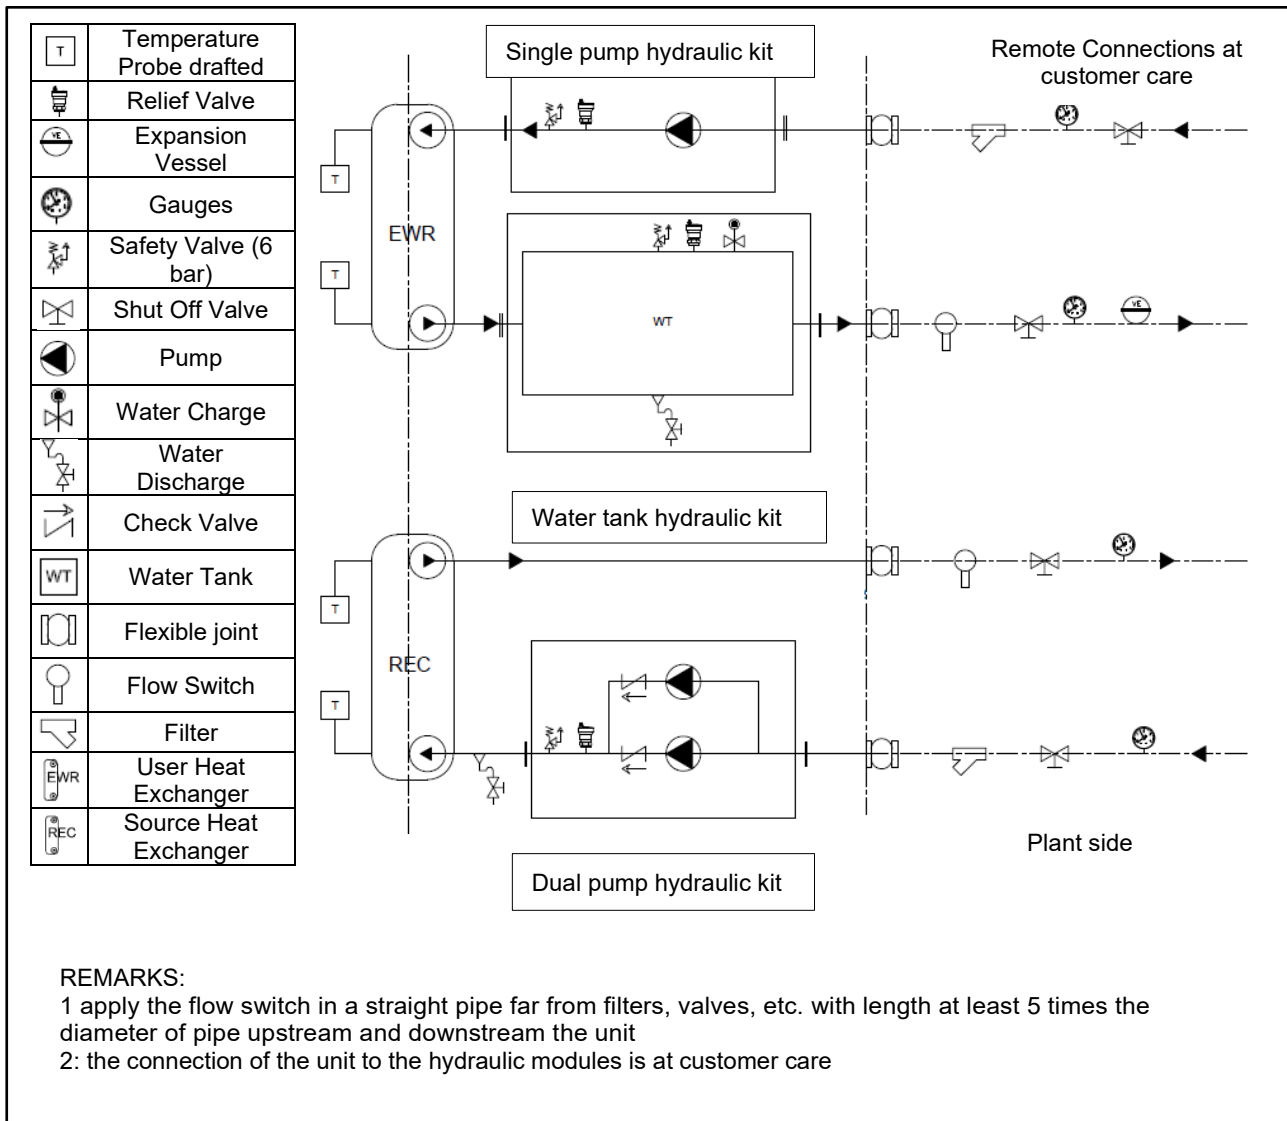 T
Temperature
Probe drafted
Relief Valve
VE
Expansion
Vessel
Gauges
Safety Valve (6
bar)
Shut Off Valve
Pump
Water Charge
Water
Discharge
Check Valve
WT
Water Tank
Flexible joint
Flow Switch
Filter
EWR
User Heat
Exchanger
REC
Source Heat
Exchanger
Single pump hydraulic kit
Remote Connections at
customer care
T
EWR
T
WT
VE
Water tank hydraulic kit
T
REC
T
Plant side
Dual pump hydraulic kit
REMARKS:
1 apply the flow switch in a straight pipe far from filters, valves, etc. with length at least 5 times the
diameter of pipe upstream and downstream the unit
2: the connection of the unit to the hydraulic modules is at customer care